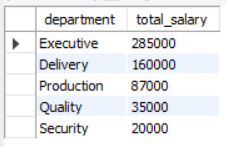 department total_salary
Executive 285000
Delivery 160000
Production 87000
Quality 35000
Security 20000